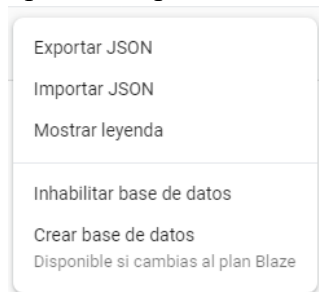 Exportar JSON
Importar JSON
Mostrar leyenda
Inhabilitar base de datos
Crear base de datos
Disponible si cambias al plan Blaze